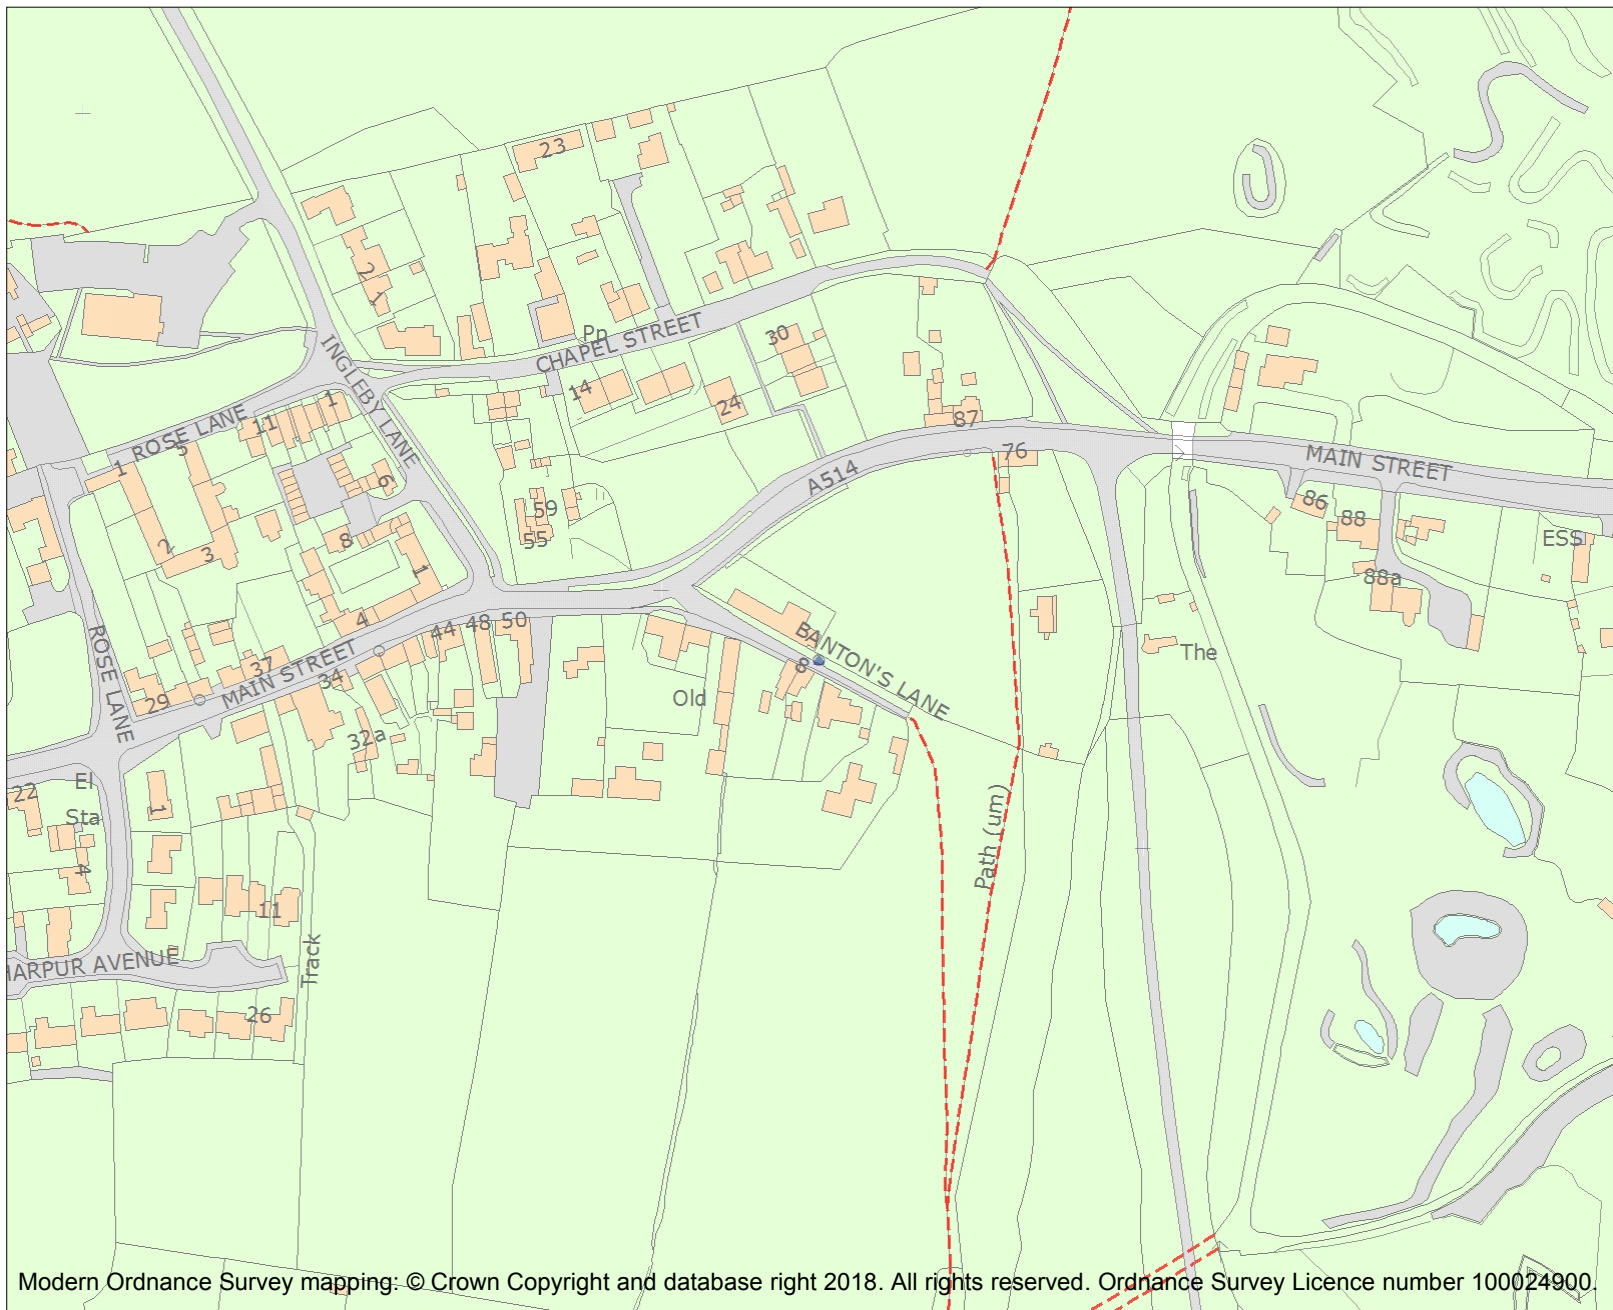 23
2
1
INGLEBY LANE
Pn
CHAPEL STREET
30
14
24
1
11
ROSE LANE
1
5
6
87
76
MAIN STREET
A514
86
88
ESS
88a
59
55
8
2
3
1
4
44
48
50
BANTON'S LANE
8
The
ROSE LANE
37
MAIN STREET
34
29
Old
32a
El
Sta
22
1
4
11
Path (um)
Track
HARPUR AVENUE
26
Modern Ordnance Survey mapping: © Crown Copyright and database right 2018. All rights reserved. Ordnance Survey Licence number 100024900.